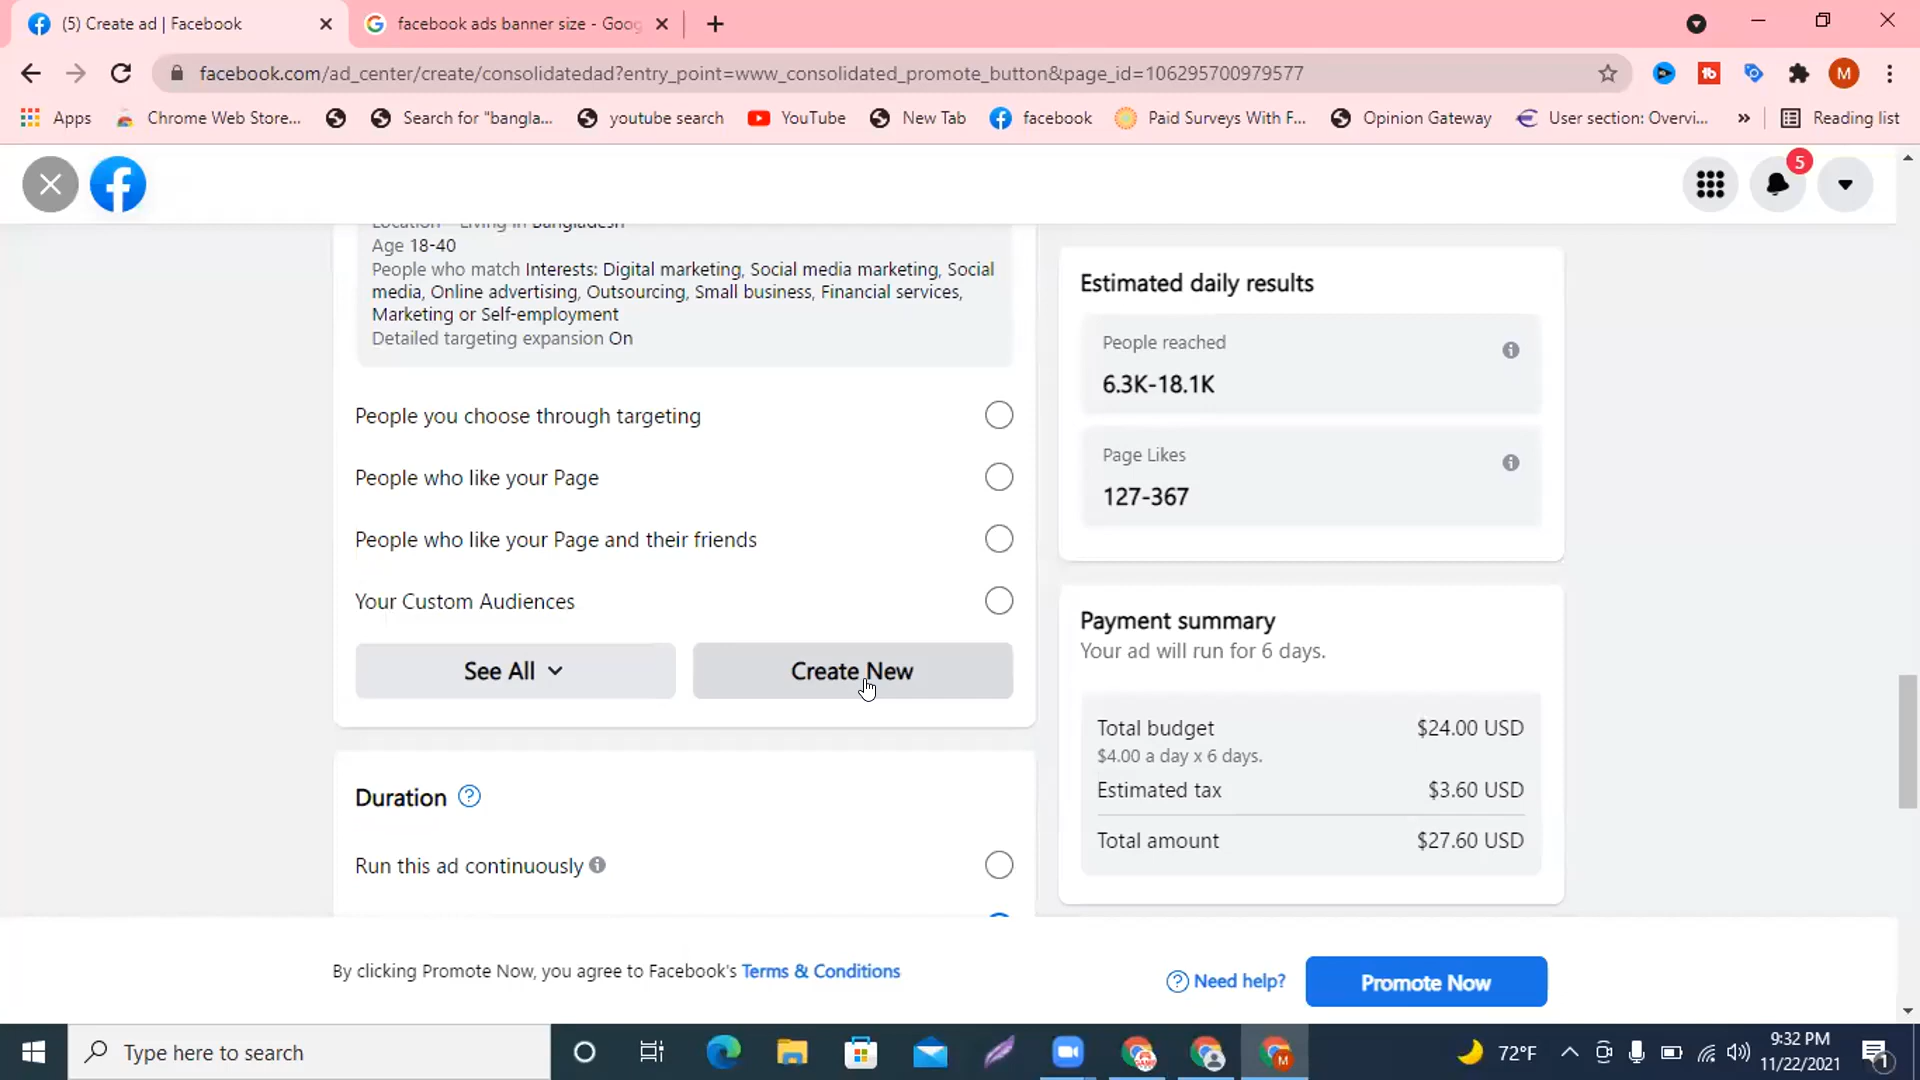 (5) Create ad | Facebook
facebook ads banner size - Goog
facebook.com/ad_center/create/consolidatedad?entry_point=www_consolidated_promote_button&page_id=106295700979577
M
Apps
Chrome Web Store...
Search for "bangla...
youtube search
YouTube
New Tab
facebook
Paid Surveys With F...
Opinion Gateway
User section: Overvi...
»
Reading list
5
Location - Living in Bangladesh
Age 18-40
People who match Interests: Digital marketing, Social media marketing, Social
media, Online advertising, Outsourcing, Small business, Financial services,
Marketing or Self-employment
Detailed targeting expansion On
People you choose through targeting
People who like your Page
People who like your Page and their friends
Your Custom Audiences
See All
Create New
Duration
Run this ad continuously
Estimated daily results
People reached
6.3K-18.1K
Page Likes
127-367
Payment summary
Your ad will run for 6 days.
Total budget $24.00 USD
$4.00 a day x 6 days.
Estimated tax $3.60 USD
Total amount $27.60 USD
By clicking Promote Now, you agree to Facebook's Terms & Conditions
Need help?
Promote Now
Type here to search
72°F
9:32 PM
11/22/2021
1